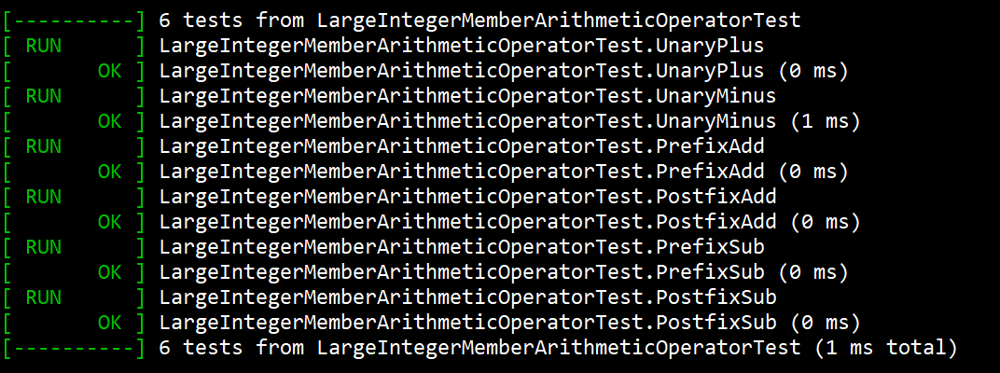 [----------] 6 tests from LargeIntegerMemberArithmeticOperatorTest
[ RUN      ] LargeIntegerMemberArithmeticOperatorTest.UnaryPlus
[       OK ] LargeIntegerMemberArithmeticOperatorTest.UnaryPlus (0 ms)
[ RUN      ] LargeIntegerMemberArithmeticOperatorTest.UnaryMinus
[       OK ] LargeIntegerMemberArithmeticOperatorTest.UnaryMinus (1 ms)
[ RUN      ] LargeIntegerMemberArithmeticOperatorTest.PrefixAdd
[       OK ] LargeIntegerMemberArithmeticOperatorTest.PrefixAdd (0 ms)
[ RUN      ] LargeIntegerMemberArithmeticOperatorTest.PostfixAdd
[       OK ] LargeIntegerMemberArithmeticOperatorTest.PostfixAdd (0 ms)
[ RUN      ] LargeIntegerMemberArithmeticOperatorTest.PrefixSub
[       OK ] LargeIntegerMemberArithmeticOperatorTest.PrefixSub (0 ms)
[ RUN      ] LargeIntegerMemberArithmeticOperatorTest.PostfixSub
[       OK ] LargeIntegerMemberArithmeticOperatorTest.PostfixSub (0 ms)
[----------] 6 tests from LargeIntegerMemberArithmeticOperatorTest (1 ms total)